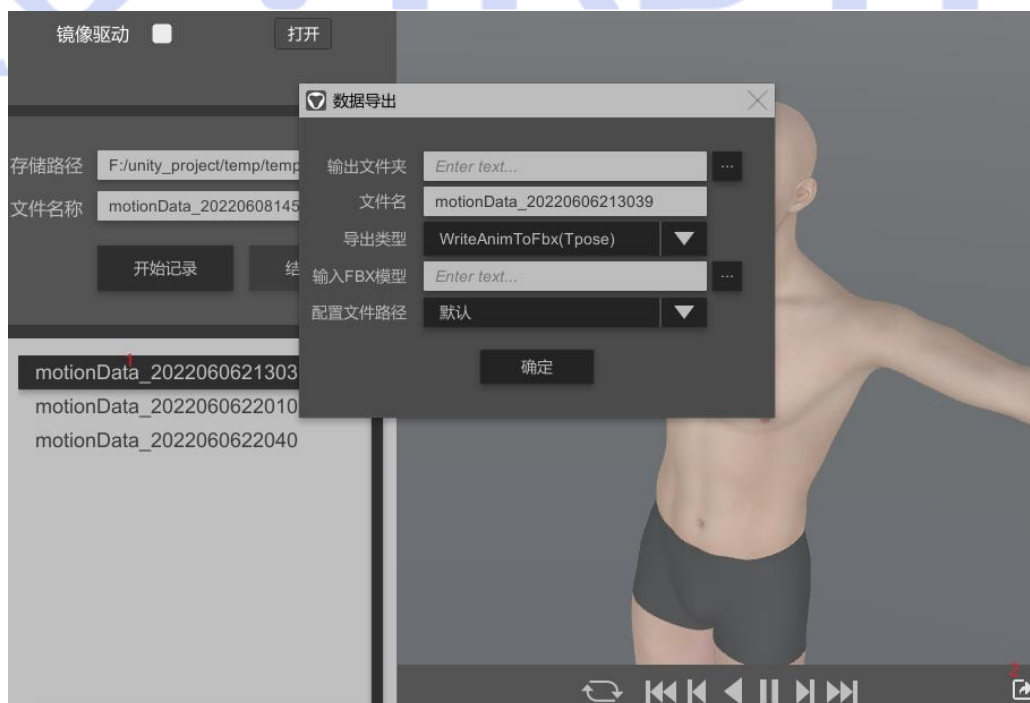 镜像驱动 打开
数据导出
存储路径 F:/unity_project/temp/temp
文件名称 motionData_20220608145
开始记录 结
输出文件夹 Enter text... ...
文件名 motionData_20220606213039
导出类型 WriteAnimToFbx(Tpose)
输入FBX模型 Enter text... ...
配置文件路径 默认
确定
1
motionData_2022060621303
motionData_2022060622010
motionData_2022060622040
2